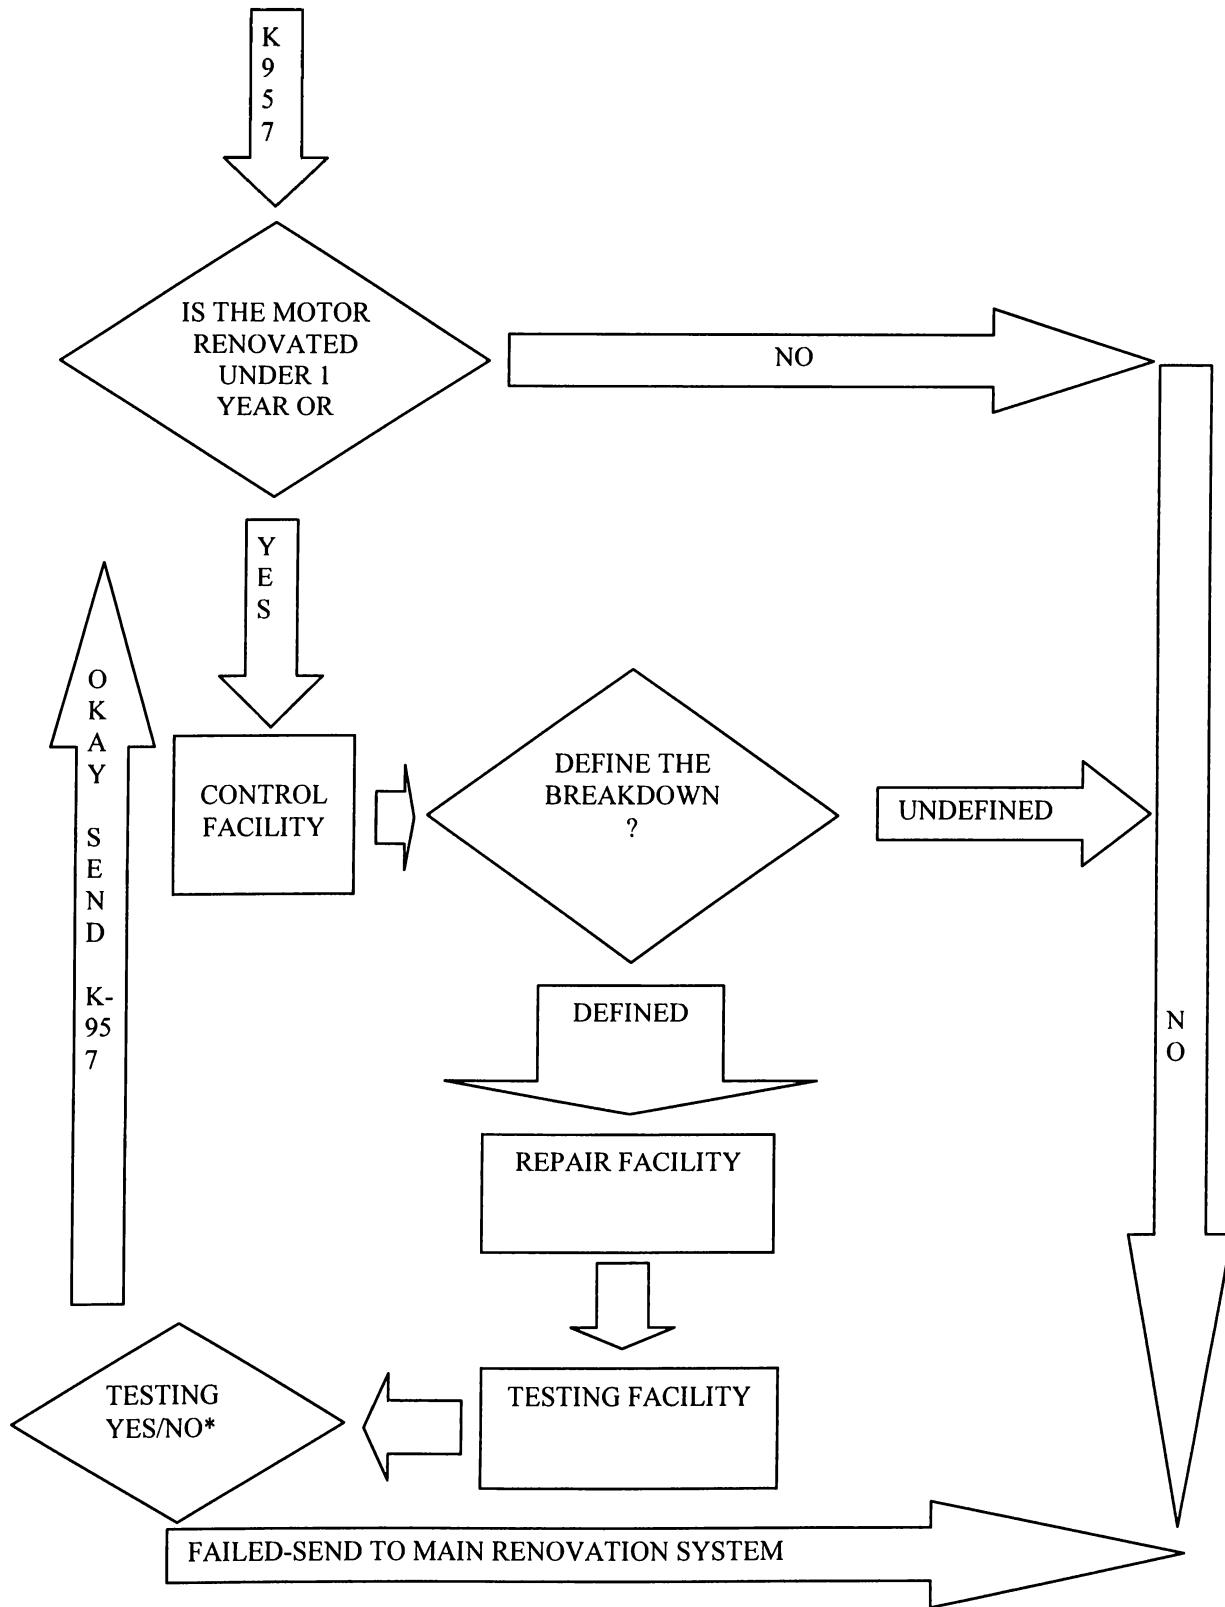 K
9
5
7
IS THE MOTOR
RENOVATED
UNDER 1
YEAR OR
NO
Y
E
S
O
K
A
Y
S
E
N
D
K-
95
7
CONTROL
FACILITY
DEFINE THE
BREAKDOWN
?
UNDEFINED
DEFINED
N
O
REPAIR FACILITY
TESTING
YES/NO*
TESTING FACILITY
FAILED-SEND TO MAIN RENOVATION SYSTEM